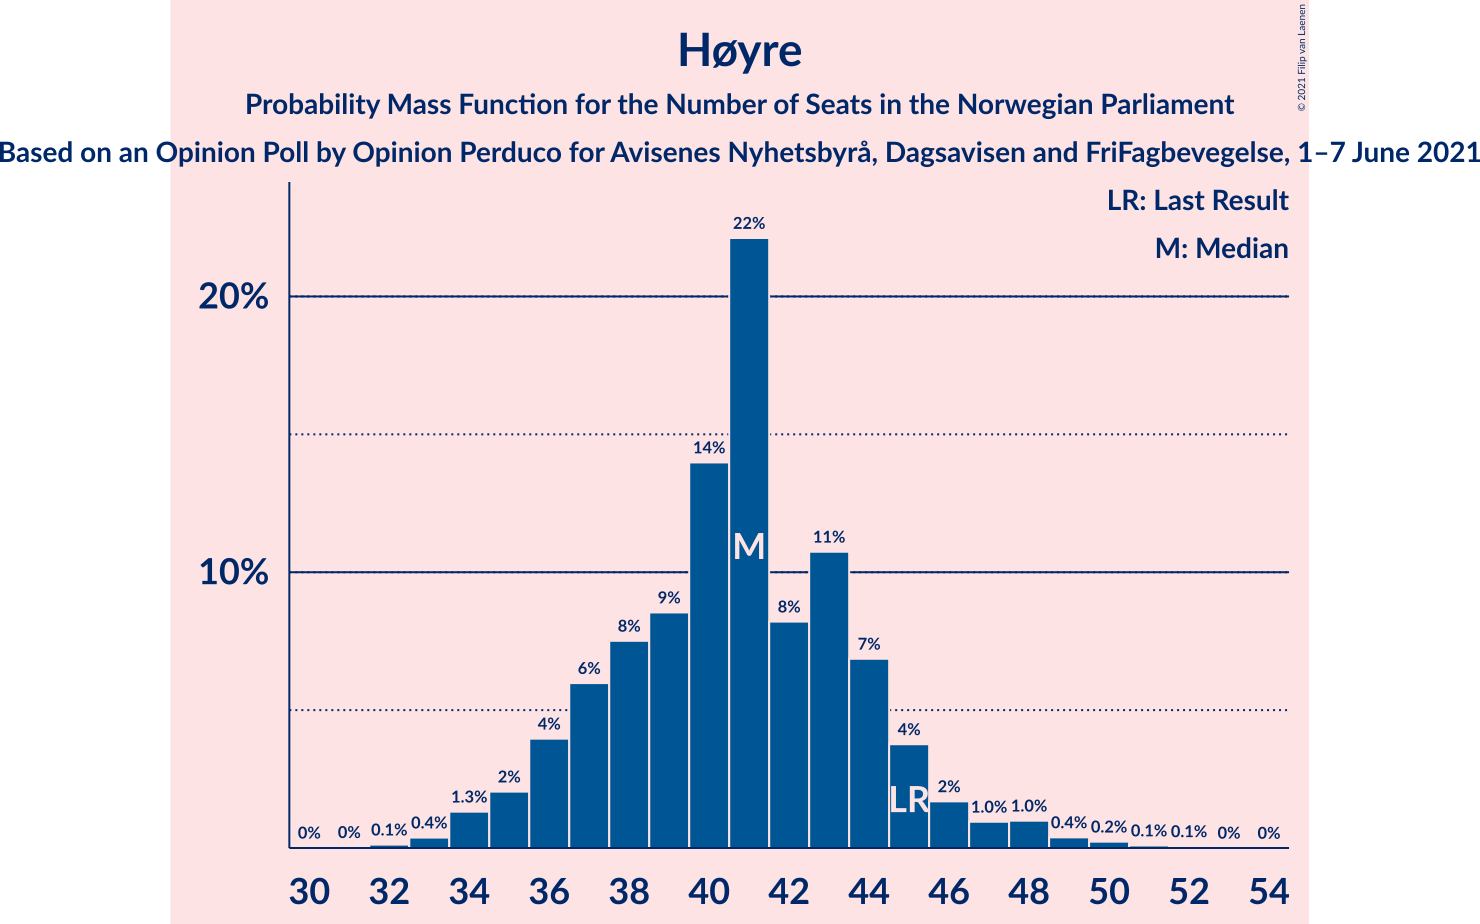 Høyre
Probability Mass Function for the Number of Seats in the Norwegian Parliament
Based on an Opinion Poll by Opinion Perduco for Avisenes Nyhetsbyrå, Dagsavisen and FriFagbevegelse, 1–7 June 2021
© 2021 Filip van Laenen
LR: Last Result
M: Median
20%
10%
0% 0% 0.1% 0.4% 1.3% 2% 4% 6% 8% 9% 14% 22% 8% 11% 7% 4% 2% 1.0% 1.0% 0.4% 0.2% 0.1% 0.1% 0% 0%
M
LR
30 32 34 36 38 40 42 44 46 48 50 52 54